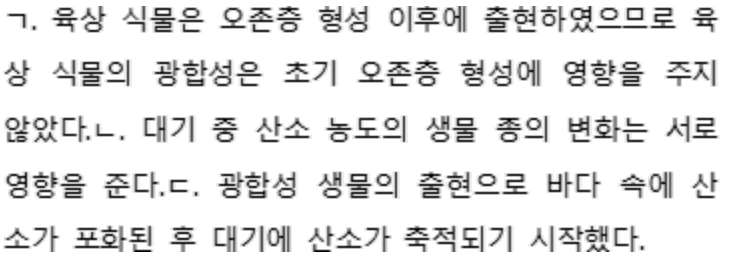 ㄱ. 육상 식물은 오존층 형성 이후에 출현하였으므로 육
상 식물의 광합성은 초기 오존층 형성에 영향을 주지
않았다.ㄴ. 대기 중 산소 농도의 생물 종의 변화는 서로
영향을 준다.ㄷ. 광합성 생물의 출현으로 바다 속에 산
소가 포화된 후 대기에 산소가 축적되기 시작했다.